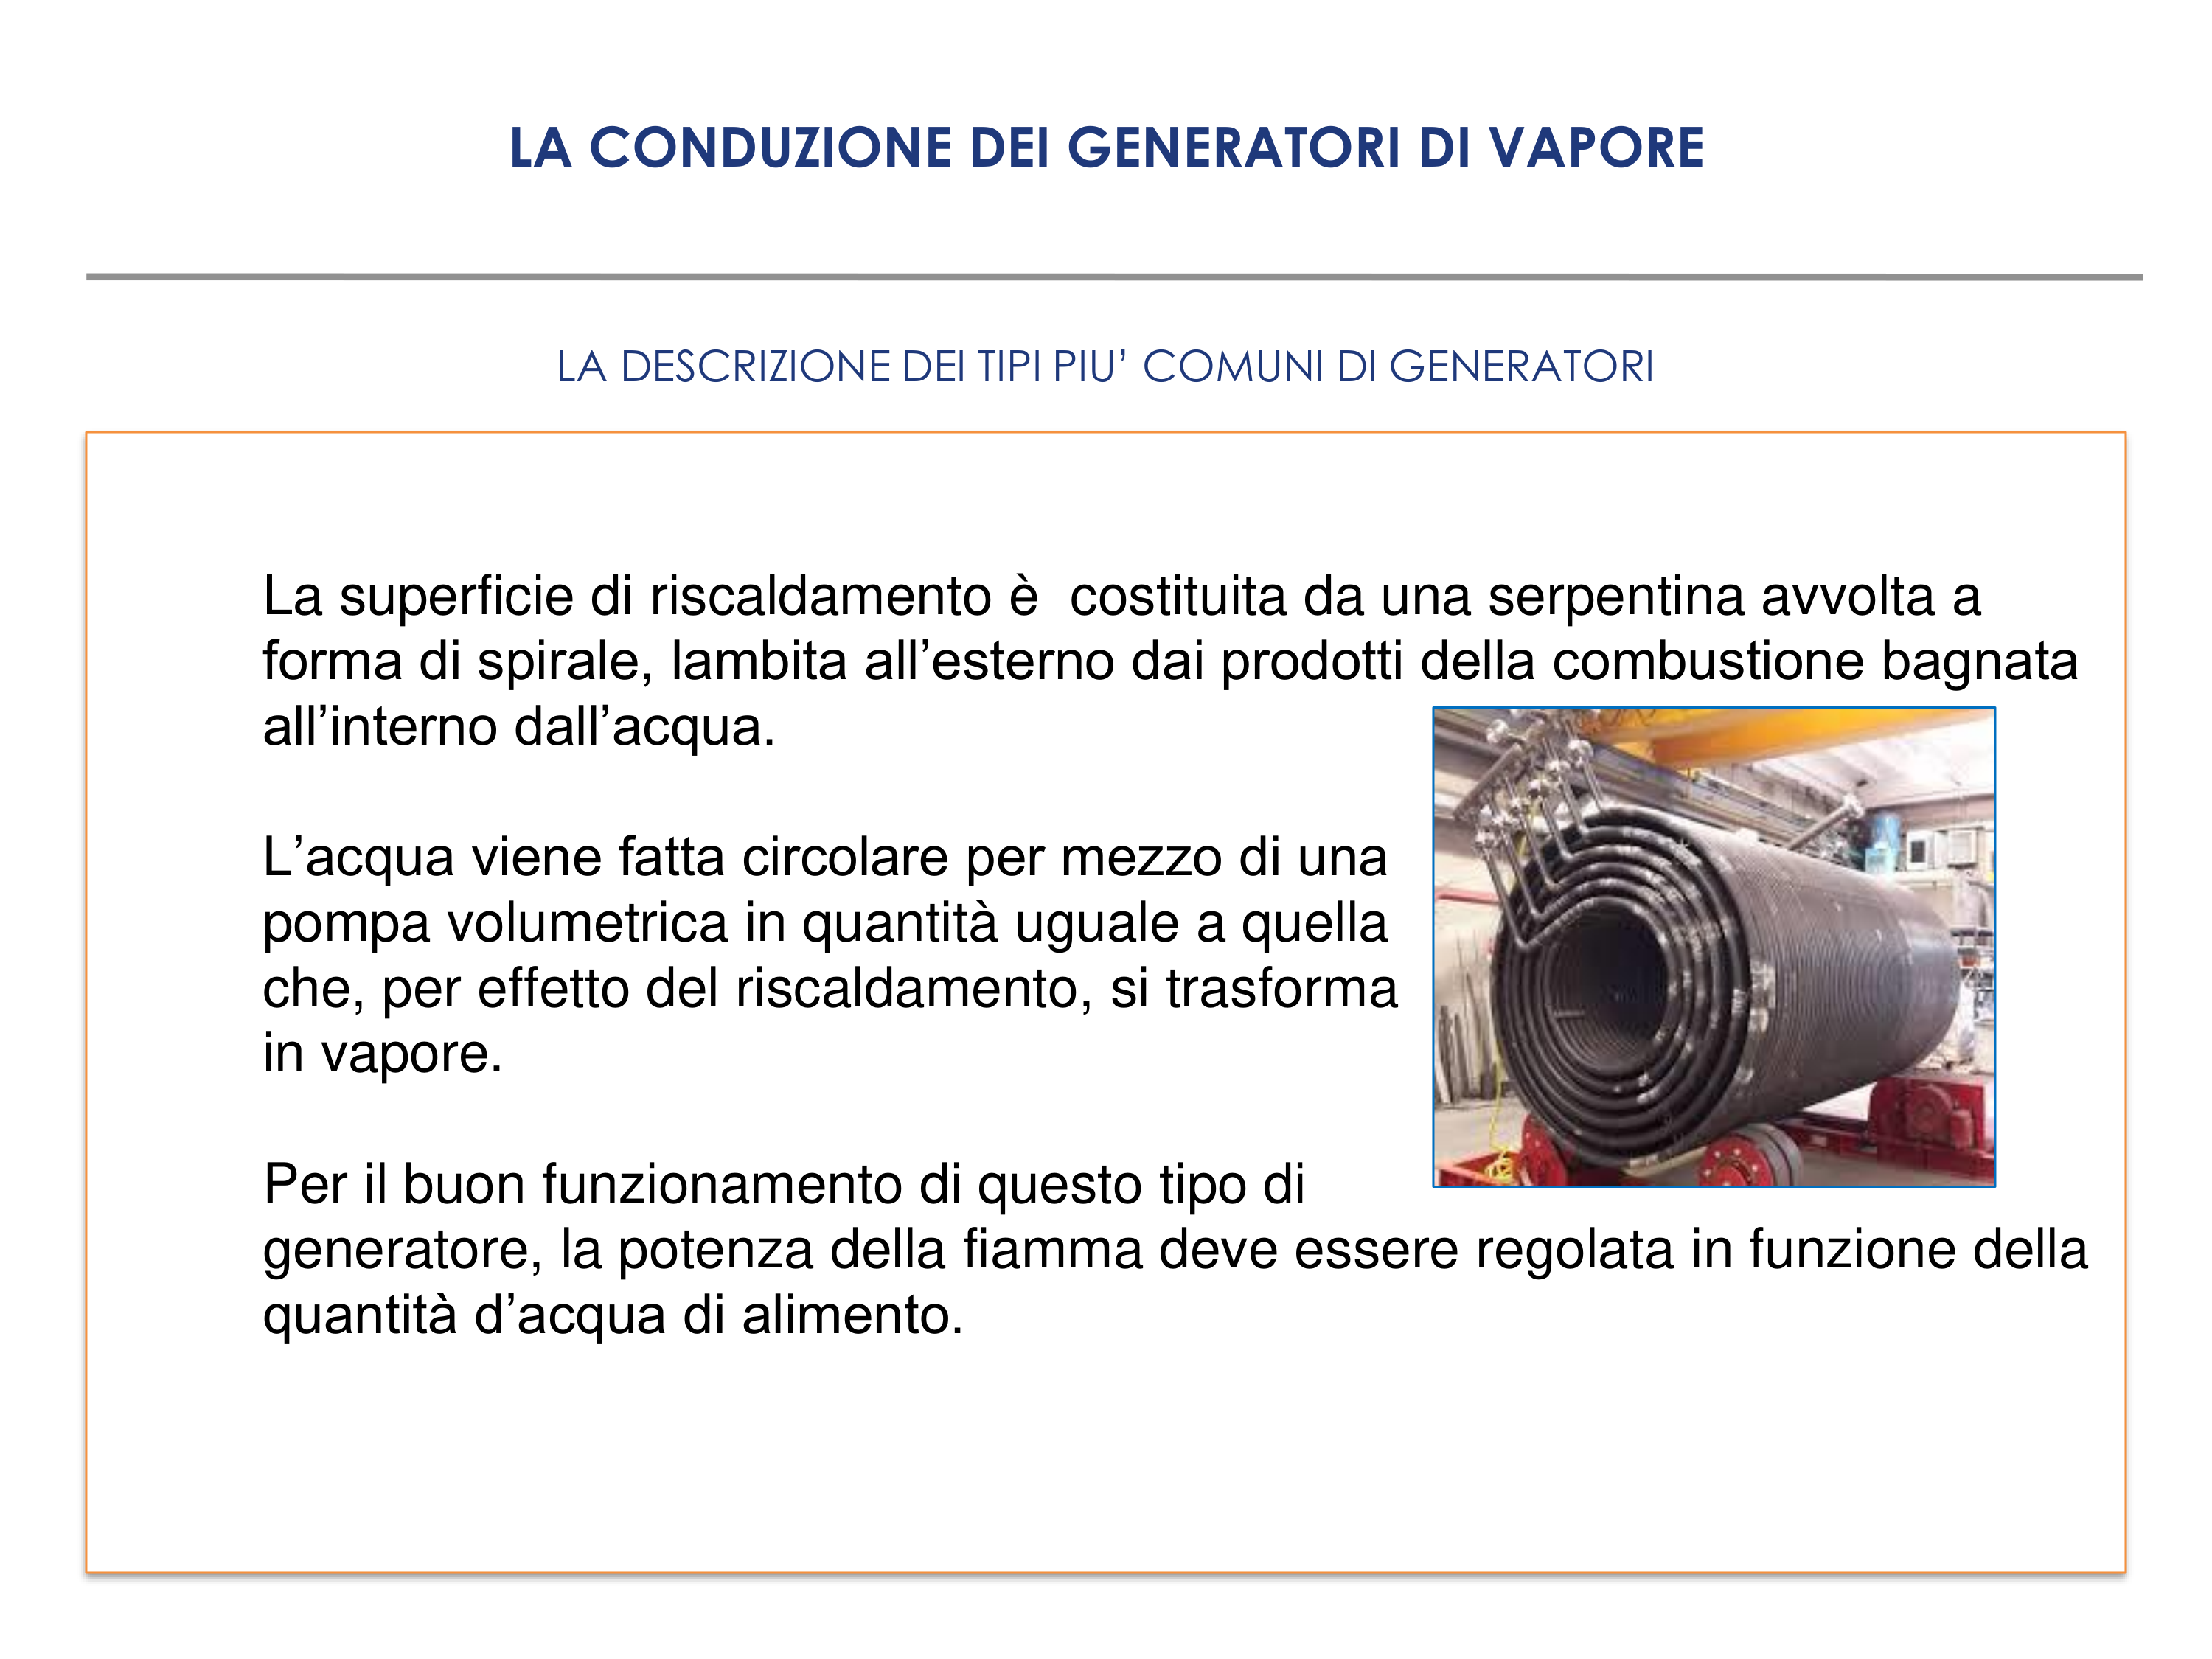 LA CONDUZIONE DEI GENERATORI DI VAPORE
LA DESCRIZIONE DEI TIPI PIU’ COMUNI DI GENERATORI
La superficie di riscaldamento è  costituita da una serpentina avvolta a
forma di spirale, lambita all’esterno dai prodotti della combustione bagnata
all’interno dall’acqua.
L’acqua viene fatta circolare per mezzo di una
pompa volumetrica in quantità uguale a quella
che, per effetto del riscaldamento, si trasforma
in vapore.
Per il buon funzionamento di questo tipo di
generatore, la potenza della fiamma deve essere regolata in funzione della
quantità d’acqua di alimento.